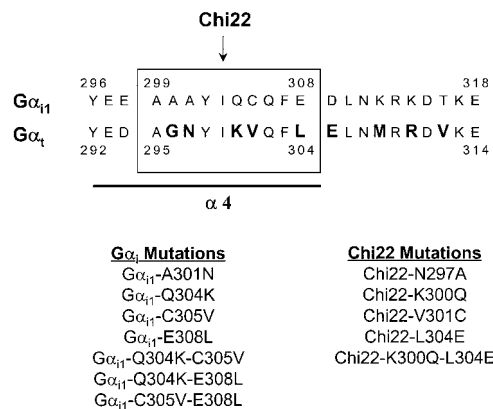 Chi22
296 299 308 318
Gαi1 YEE AAAYIQCQFE DLNKRKDTKE
Gαt YED AGNYIKVQFL ELNMRRDVKE
292 295 304 314
α 4
Gαi Mutations
Gαi1-A301N
Gαi1-Q304K
Gαi1-C305V
Gαi1-E308L
Gαi1-Q304K-C305V
Gαi1-Q304K-E308L
Gαi1-C305V-E308L
Chi22 Mutations
Chi22-N297A
Chi22-K300Q
Chi22-V301C
Chi22-L304E
Chi22-K300Q-L304E